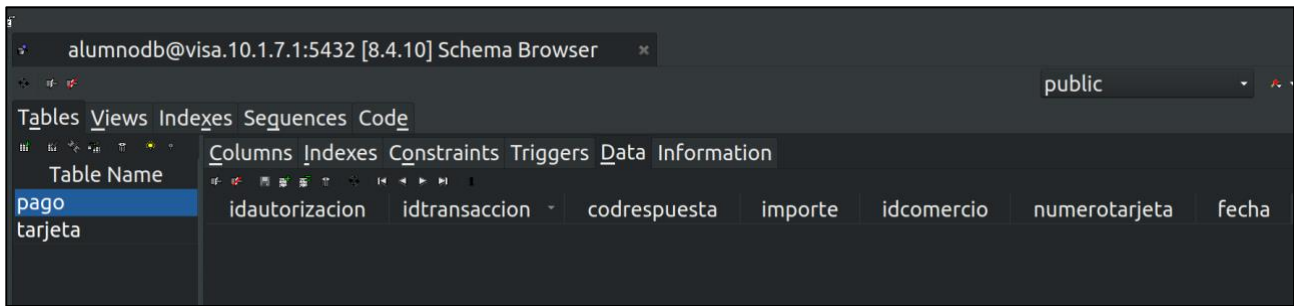 alumnodb@visa.10.1.7.1:5432 [8.4.10] Schema Browser
public
Tables Views Indexes Sequences Code
Columns Indexes Constraints Triggers Data Information
Table Name
idautorizacion idtransaccion codrespuesta importe idcomercio numerotarjeta fecha
pago
tarjeta